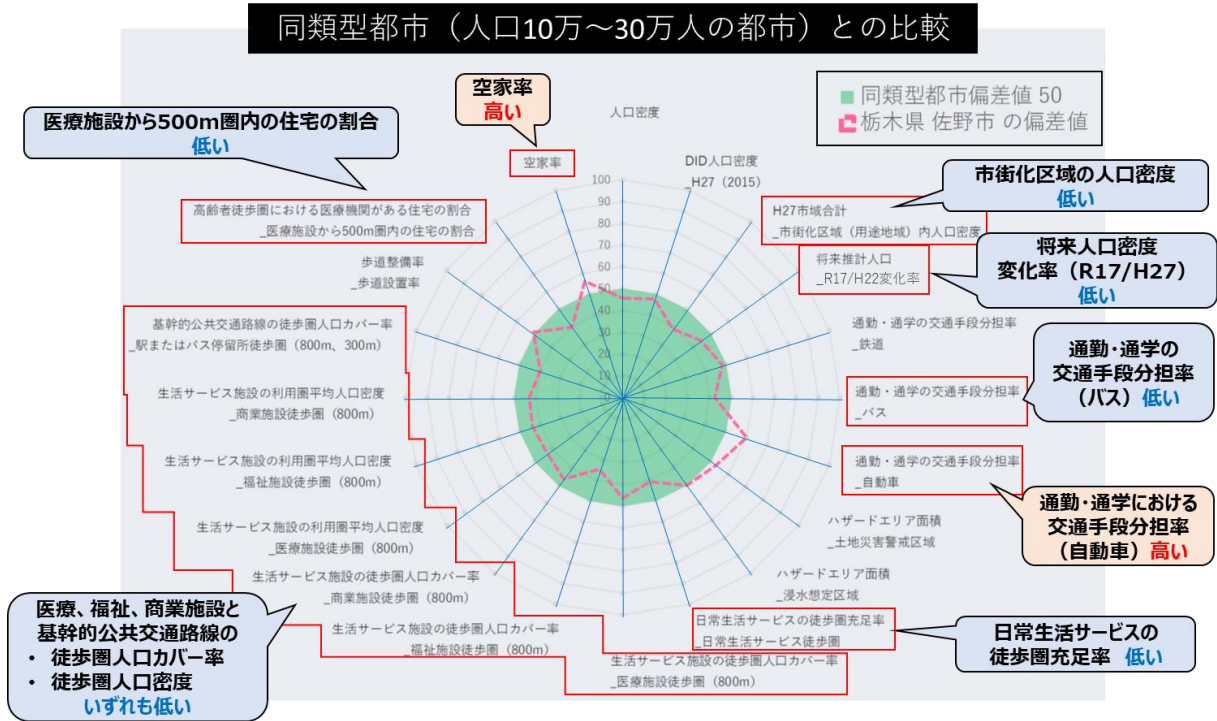 同類型都市（人口10万～30万人の都市）との比較
同類型都市偏差値 50
栃木県 佐野市 の偏差値
空家率
高い
医療施設から500m圏内の住宅の割合
低い
市街化区域の人口密度
低い
将来人口密度
変化率（R17/H27）
低い
通勤・通学の
交通手段分担率
（バス） 低い
通勤・通学における
交通手段分担率
（自動車）高い
日常生活サービスの
徒歩圏充足率 低い
医療、福祉、商業施設と
基幹的公共交通路線の
・ 徒歩圏人口カバー率
・ 徒歩圏人口密度
いずれも低い
人口密度
DID人口密度
_H27（2015）
H27市域合計
_市街化区域（用途地域）内人口密度
将来推計人口
_R17/H22変化率
通勤・通学の交通手段分担率
_鉄道
通勤・通学の交通手段分担率
_バス
通勤・通学の交通手段分担率
_自動車
ハザードエリア面積
_土地災害警戒区域
ハザードエリア面積
_浸水想定区域
日常生活サービスの徒歩圏充足率
_日常生活サービス徒歩圏
生活サービス施設の徒歩圏人口カバー率
_医療施設徒歩圏（800m）
生活サービス施設の徒歩圏人口カバー率
_福祉施設徒歩圏（800m）
生活サービス施設の徒歩圏人口カバー率
_商業施設徒歩圏（800m）
生活サービス施設の利用圏平均人口密度
_医療施設徒歩圏（800m）
生活サービス施設の利用圏平均人口密度
_福祉施設徒歩圏（800m）
生活サービス施設の利用圏平均人口密度
_商業施設徒歩圏（800m）
基幹的公共交通路線の徒歩圏人口カバー率
_駅またはバス停留所徒歩圏（800m、300m）
歩道整備率
_歩道設置率
高齢者徒歩圏における医療機関がある住宅の割合
_医療施設から500m圏内の住宅の割合
空家率
100
90
80
70
60
50
40
30
20
10
0